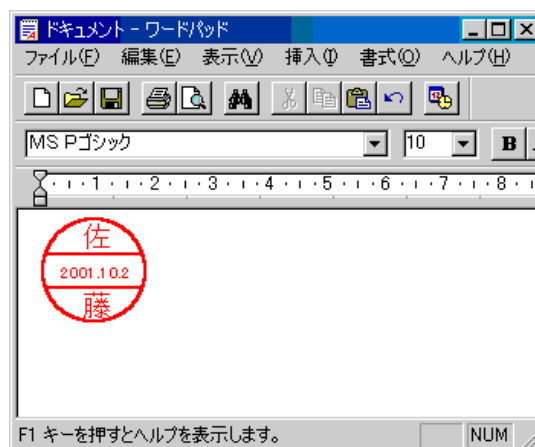 ドキュメント - ワードパッド
ファイル(F) 編集(E) 表示(V) 挿入(I) 書式(O) ヘルプ(H)
MS Pゴシック 10 B
1 2 3 4 5 6 7 8
佐
2001.10.2
藤
F1 キーを押すとヘルプを表示します。 NUM